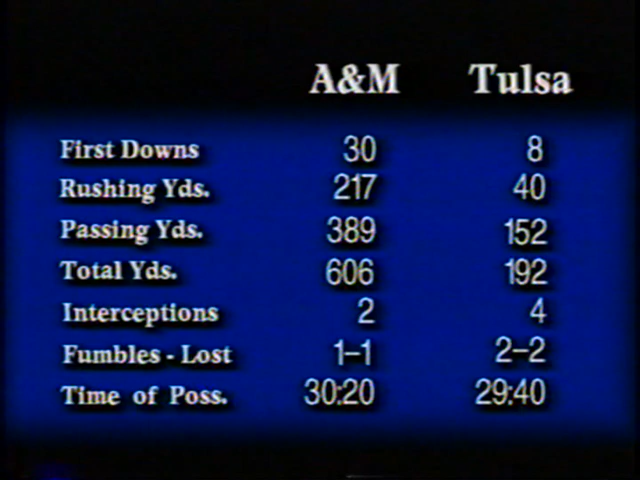 A&M Tulsa
First Downs 30 8
Rushing Yds. 217 40
Passing Yds. 389 152
Total Yds. 606 192
Interceptions 2 4
Fumbles - Lost 1-1 2-2
Time of Poss. 30:20 29:40